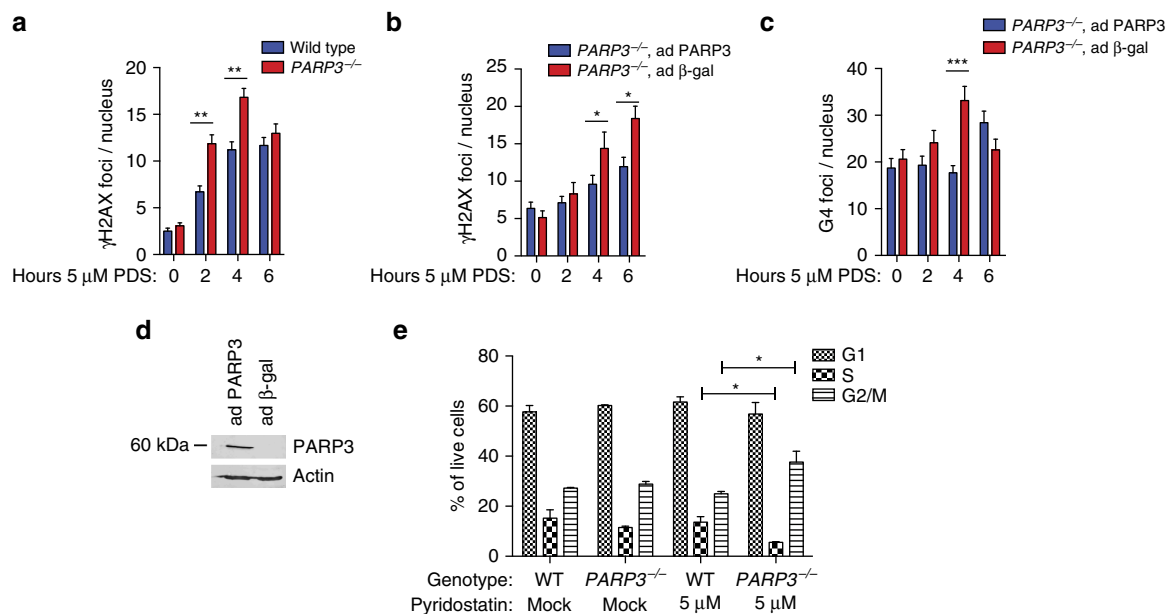 a
Wild type
PARP3–/–
γH2AX foci / nucleus
20
15
10
5
0
**
**
Hours 5 μM PDS: 0 2 4 6
b
PARP3–/–, ad PARP3
PARP3–/–, ad β-gal
γH2AX foci / nucleus
25
20
15
10
5
0
*
*
Hours 5 μM PDS: 0 2 4 6
c
PARP3–/–, ad PARP3
PARP3–/–, ad β-gal
G4 foci / nucleus
40
30
20
10
0
***
Hours 5 μM PDS: 0 2 4 6
d
ad PARP3
ad β-gal
60 kDa
PARP3
Actin
e
G1
S
G2/M
% of live cells
80
60
40
20
0
*
*
Genotype: WT PARP3–/– WT PARP3–/–
Pyridostatin: Mock Mock 5 μM 5 μM